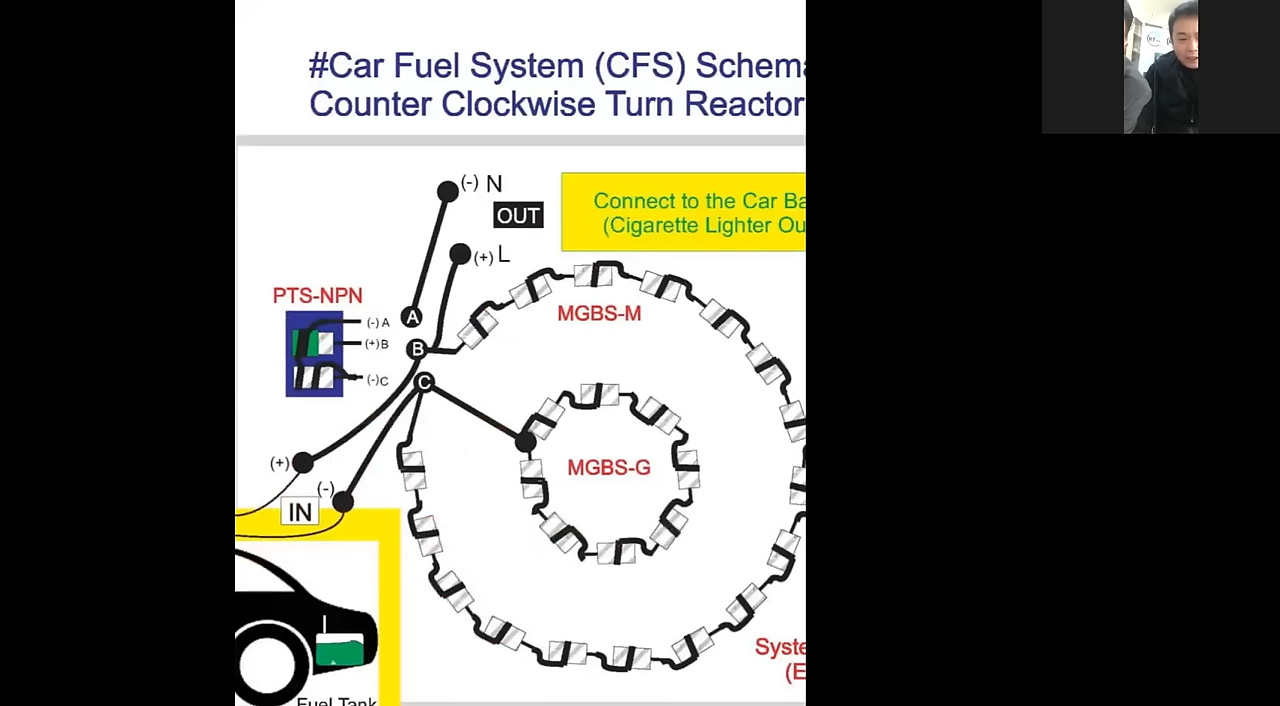 #Car Fuel System (CFS) Schema
Counter Clockwise Turn Reactor
(-) N
OUT
Connect to the Car Ba
(Cigarette Lighter Ou
(+) L
PTS-NPN
MGBS-M
(-) A
A
(+) B
B
(-) C
C
MGBS-G
(+)
(-)
IN
Syste
(E
Fuel Tank